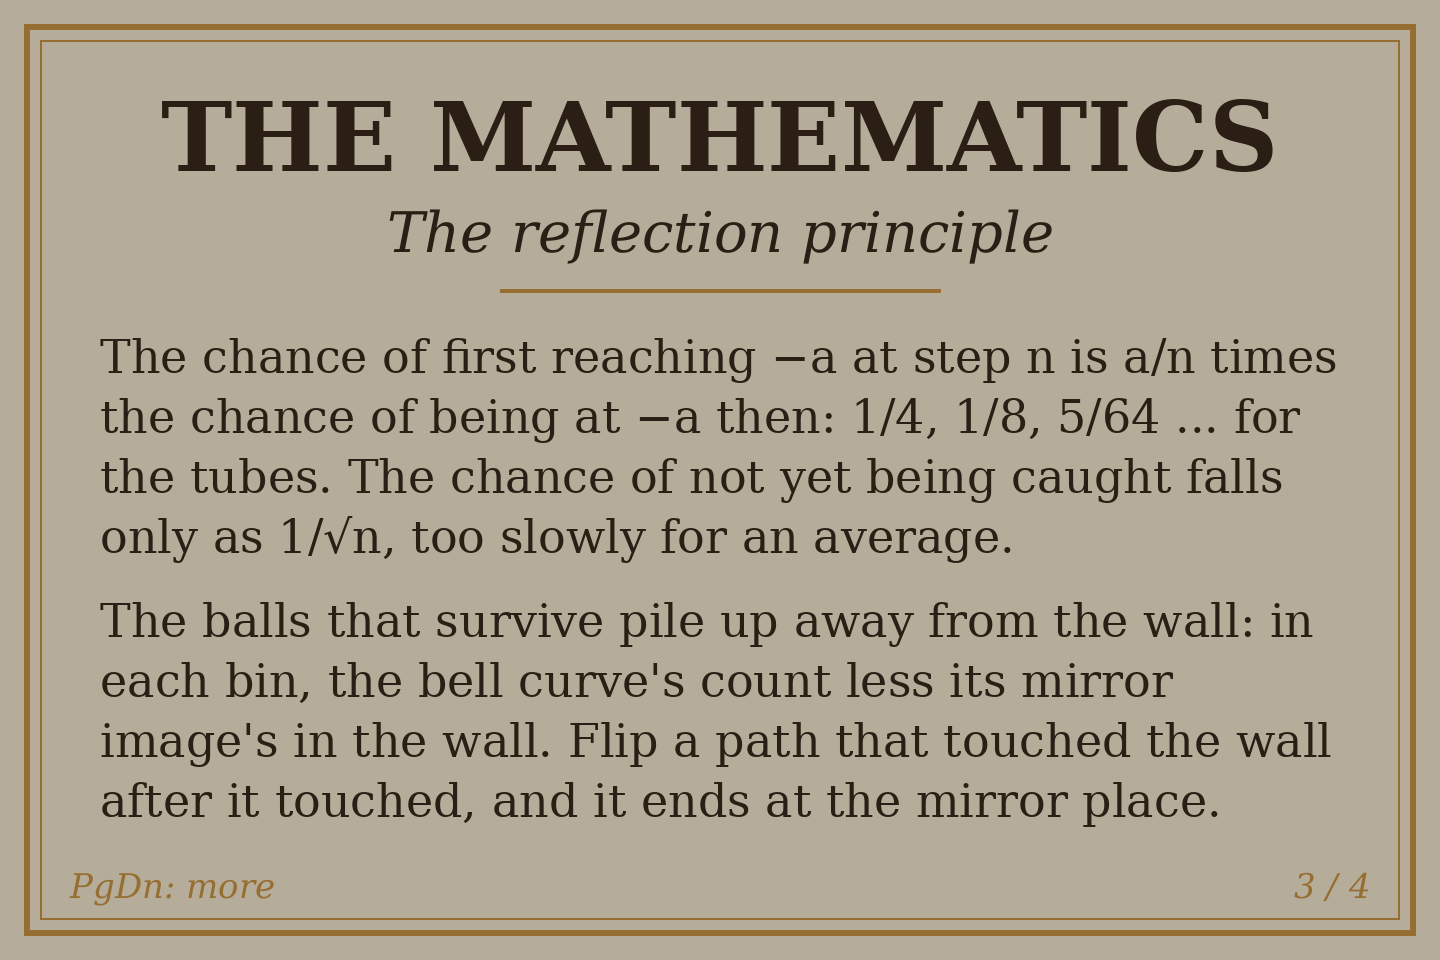 THE MATHEMATICS
The reflection principle
The chance of first reaching −a at step n is a/n times
the chance of being at −a then: 1/4, 1/8, 5/64 ... for
the tubes. The chance of not yet being caught falls
only as 1/√n, too slowly for an average.
The balls that survive pile up away from the wall: in
each bin, the bell curve's count less its mirror
image's in the wall. Flip a path that touched the wall
after it touched, and it ends at the mirror place.
PgDn: more
3 / 4